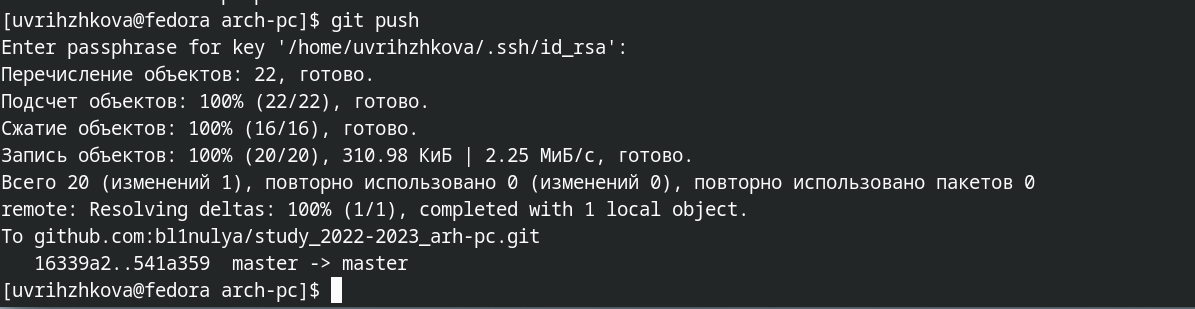 [uvrihzhkova@fedora arch-pc]$ git push
Enter passphrase for key '/home/uvrihzhkova/.ssh/id_rsa':
Перечисление объектов: 22, готово.
Подсчет объектов: 100% (22/22), готово.
Сжатие объектов: 100% (16/16), готово.
Запись объектов: 100% (20/20), 310.98 КиБ | 2.25 МиБ/с, готово.
Всего 20 (изменений 1), повторно использовано 0 (изменений 0), повторно использовано пакетов 0
remote: Resolving deltas: 100% (1/1), completed with 1 local object.
To github.com:bl1nulya/study_2022-2023_arh-pc.git
   16339a2..541a359  master -> master
[uvrihzhkova@fedora arch-pc]$